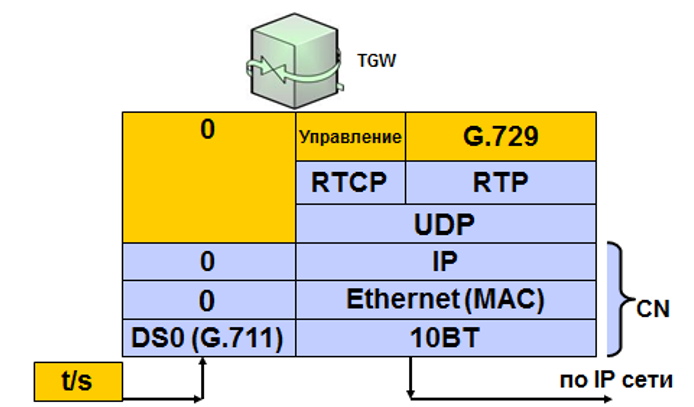 TGW
0
Управление
G.729
RTCP
RTP
UDP
0
IP
0
Ethernet (MAC)
DS0 (G.711)
10BT
CN
t/s
по IP сети